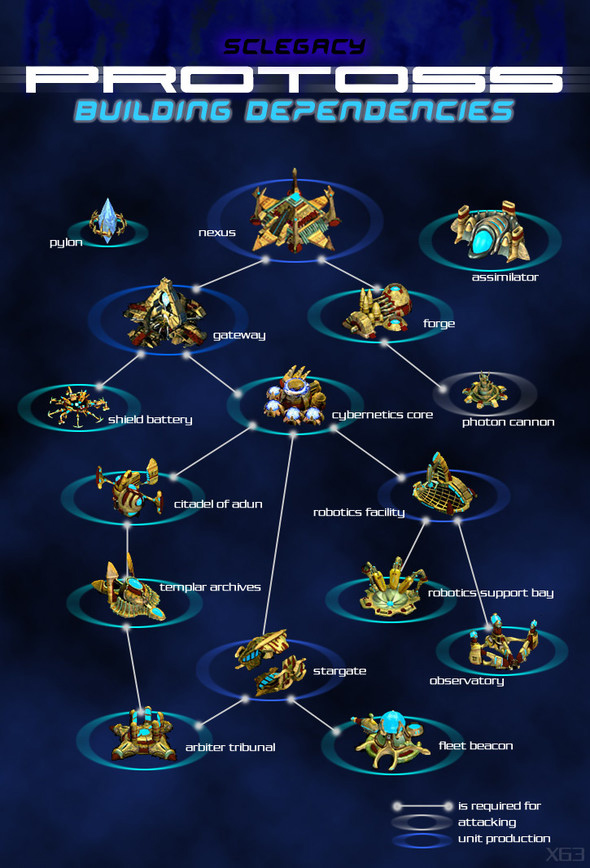 SCLEGACY
PROTOSS
BUILDING DEPENDENCIES
pylon
nexus
assimilator
gateway
forge
shield battery
cybernetics core
photon cannon
citadel of adun
robotics facility
templar archives
robotics support bay
stargate
observatory
arbiter tribunal
fleet beacon
is required for
attacking
unit production
X63